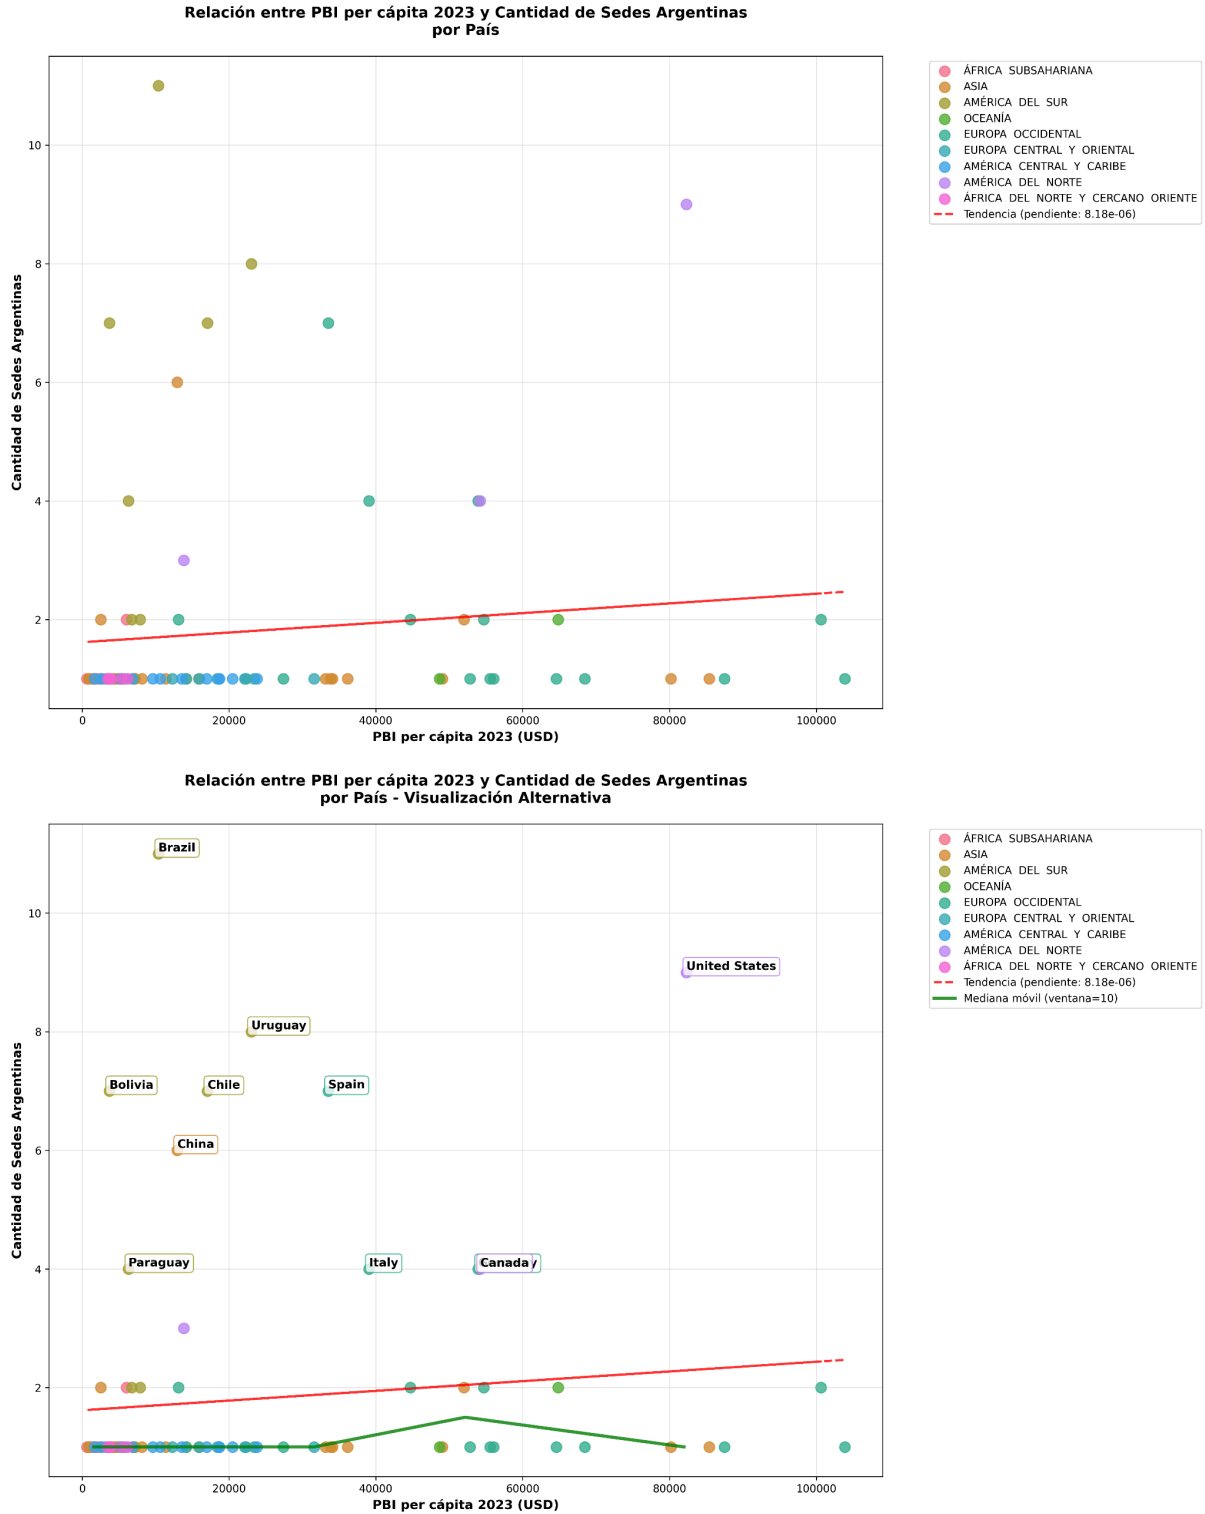 Relación entre PBI per cápita 2023 y Cantidad de Sedes Argentinas
por País
Cantidad de Sedes Argentinas
10
8
6
4
2
0
20000
40000
60000
80000
100000
PBI per cápita 2023 (USD)
ÁFRICA SUBSAHARIANA
ASIA
AMÉRICA DEL SUR
OCEANÍA
EUROPA OCCIDENTAL
EUROPA CENTRAL Y ORIENTAL
AMÉRICA CENTRAL Y CARIBE
AMÉRICA DEL NORTE
ÁFRICA DEL NORTE Y CERCANO ORIENTE
Tendencia (pendiente: 8.18e-06)
Relación entre PBI per cápita 2023 y Cantidad de Sedes Argentinas
por País - Visualización Alternativa
Cantidad de Sedes Argentinas
10
8
6
4
2
Brazil
United States
Uruguay
Bolivia
Chile
Spain
China
Paraguay
Italy
Canada
0
20000
40000
60000
80000
100000
PBI per cápita 2023 (USD)
ÁFRICA SUBSAHARIANA
ASIA
AMÉRICA DEL SUR
OCEANÍA
EUROPA OCCIDENTAL
EUROPA CENTRAL Y ORIENTAL
AMÉRICA CENTRAL Y CARIBE
AMÉRICA DEL NORTE
ÁFRICA DEL NORTE Y CERCANO ORIENTE
Tendencia (pendiente: 8.18e-06)
Mediana móvil (ventana=10)